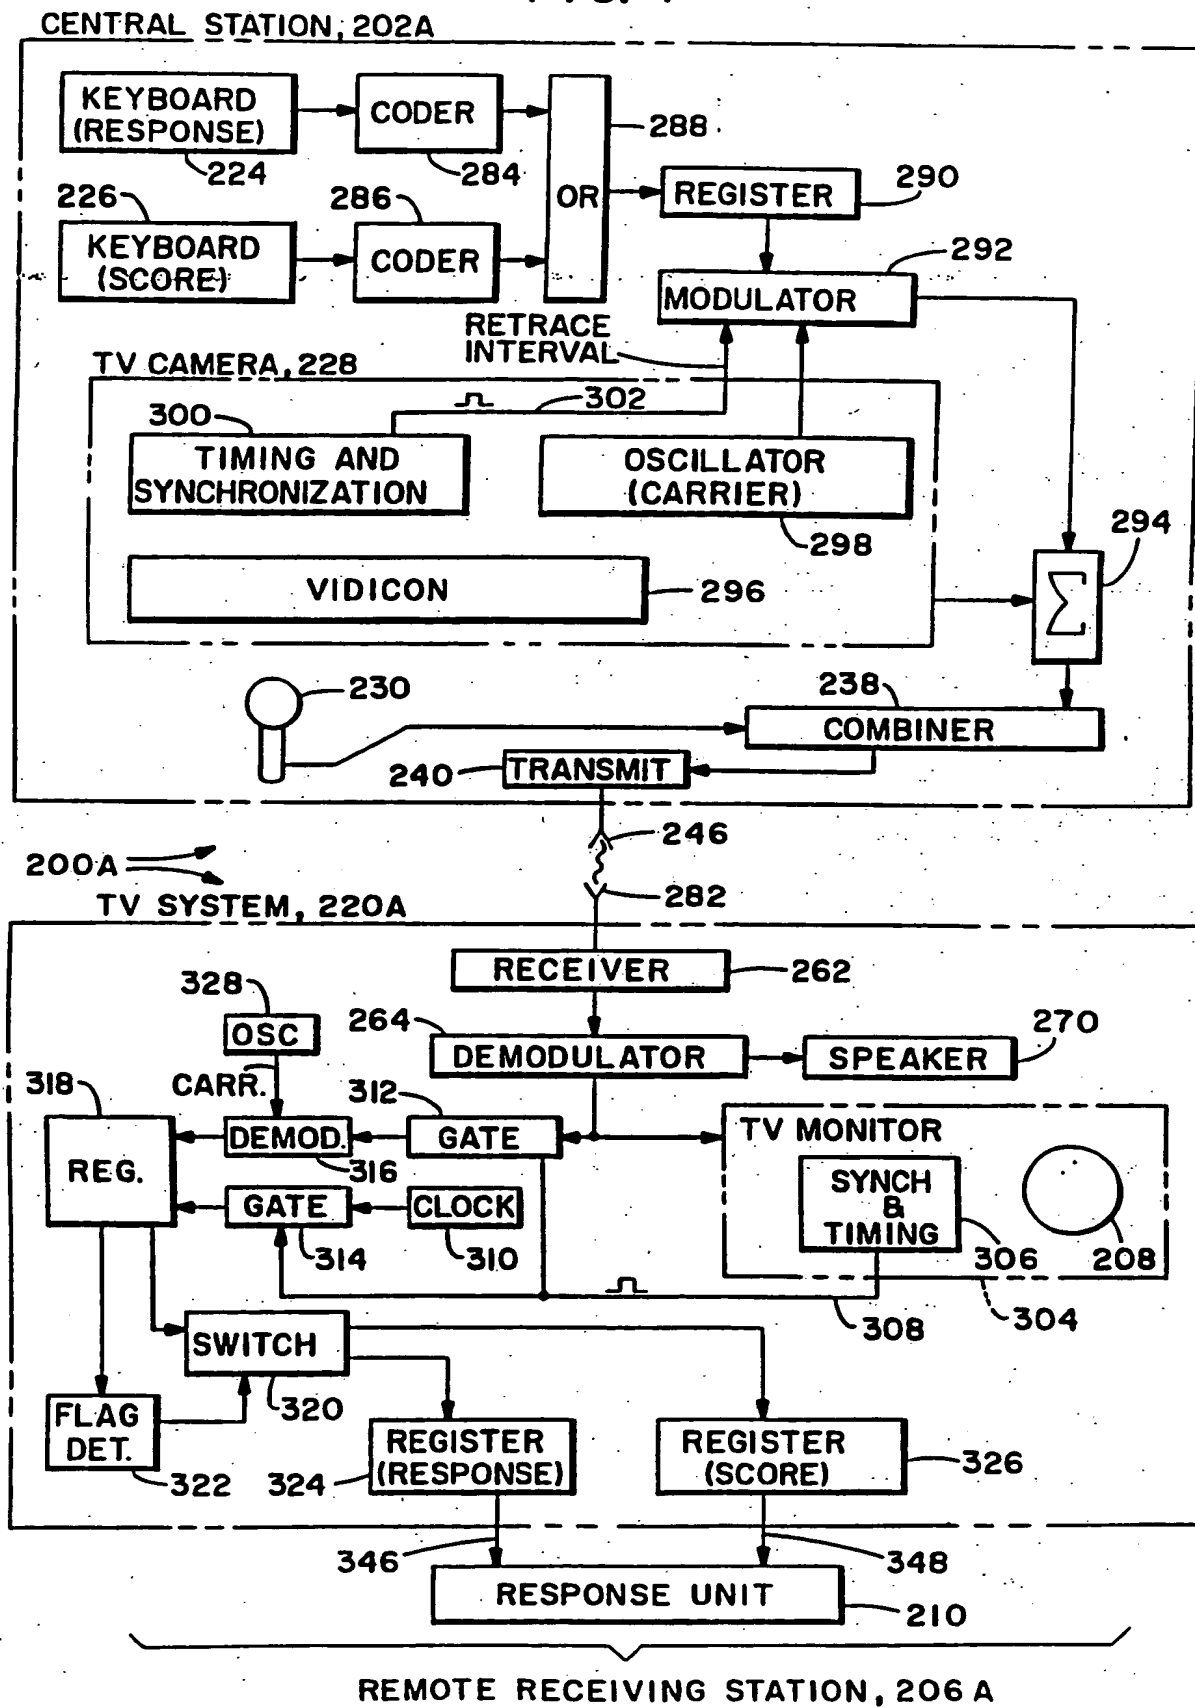 CENTRAL STATION, 202A
KEYBOARD
(RESPONSE)
224
CODER
284
288
OR
REGISTER
290
226
KEYBOARD
(SCORE)
286
CODER
292
MODULATOR
RETRACE
INTERVAL
TV CAMERA, 228
302
300
TIMING AND
SYNCHRONIZATION
OSCILLATOR
(CARRIER)
298
294
Σ
VIDICON
296
230
238
COMBINER
240
TRANSMIT
246
200A
282
TV SYSTEM, 220A
RECEIVER
262
328
OSC
264
DEMODULATOR
SPEAKER
270
CARR.
318
REG.
312
DEMOD.
316
GATE
TV MONITOR
SYNCH
&
TIMING
306
208
GATE
314
CLOCK
310
304
308
SWITCH
320
FLAG
DET.
322
REGISTER
(RESPONSE)
324
REGISTER
(SCORE)
326
346
348
RESPONSE UNIT
210
REMOTE RECEIVING STATION, 206A